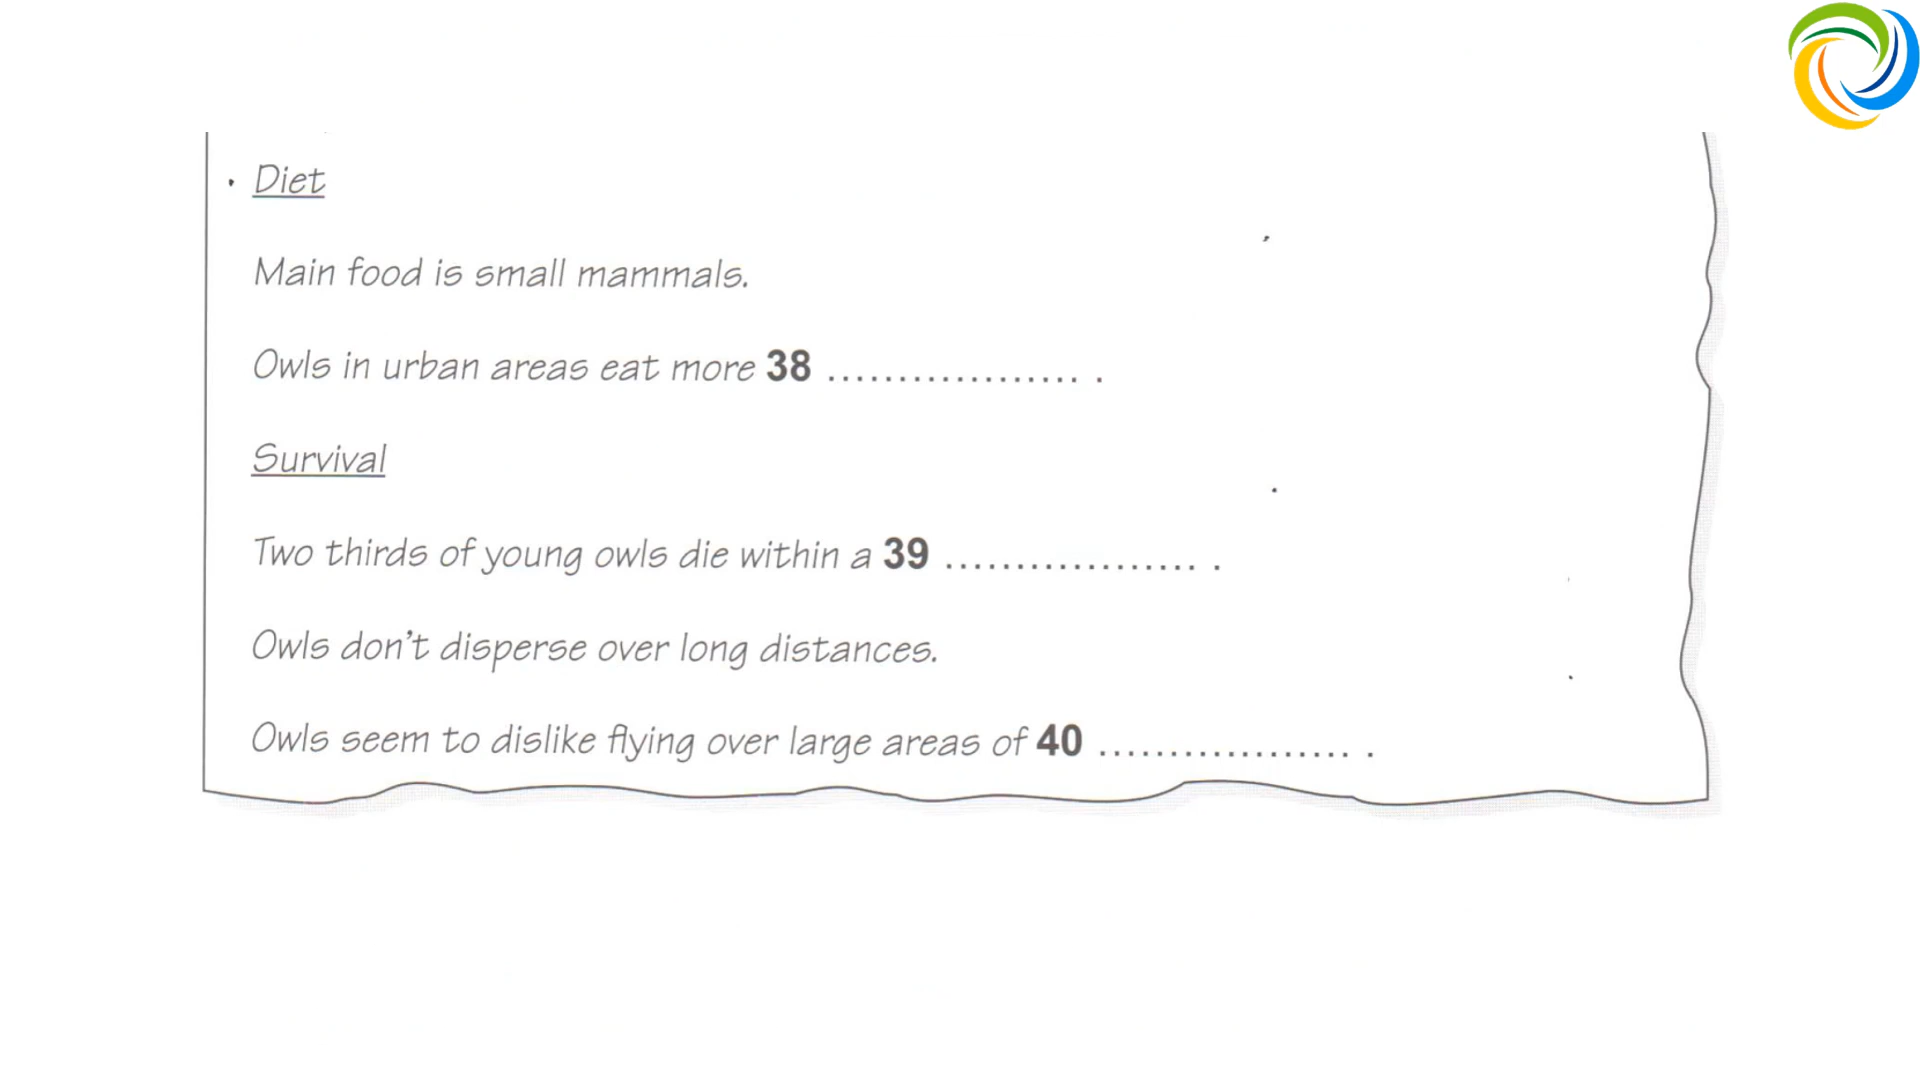 Diet
Main food is small mammals.
Owls in urban areas eat more 38 .................. .
Survival
Two thirds of young owls die within a 39 .................. .
Owls don't disperse over long distances.
Owls seem to dislike flying over large areas of 40 .................. .